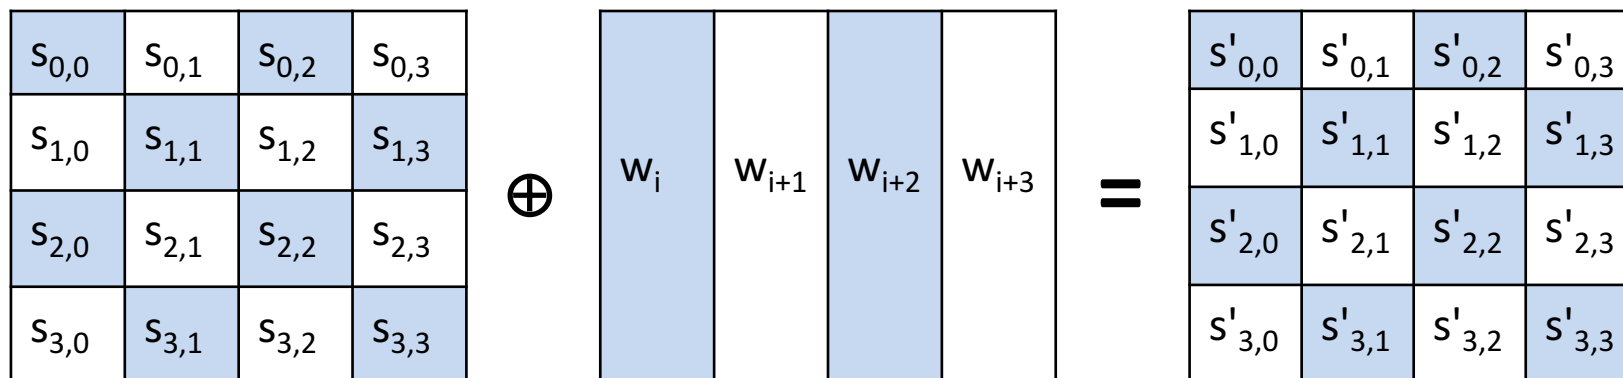 s0,0 s0,1 s0,2 s0,3 s'0,0 s'0,1 s'0,2 s'0,3
s1,0 s1,1 s1,2 s1,3 s'1,0 s'1,1 s'1,2 s'1,3
⊕ wi wi+1 wi+2 wi+3 =
s2,0 s2,1 s2,2 s2,3 s'2,0 s'2,1 s'2,2 s'2,3
s3,0 s3,1 s3,2 s3,3 s'3,0 s'3,1 s'3,2 s'3,3